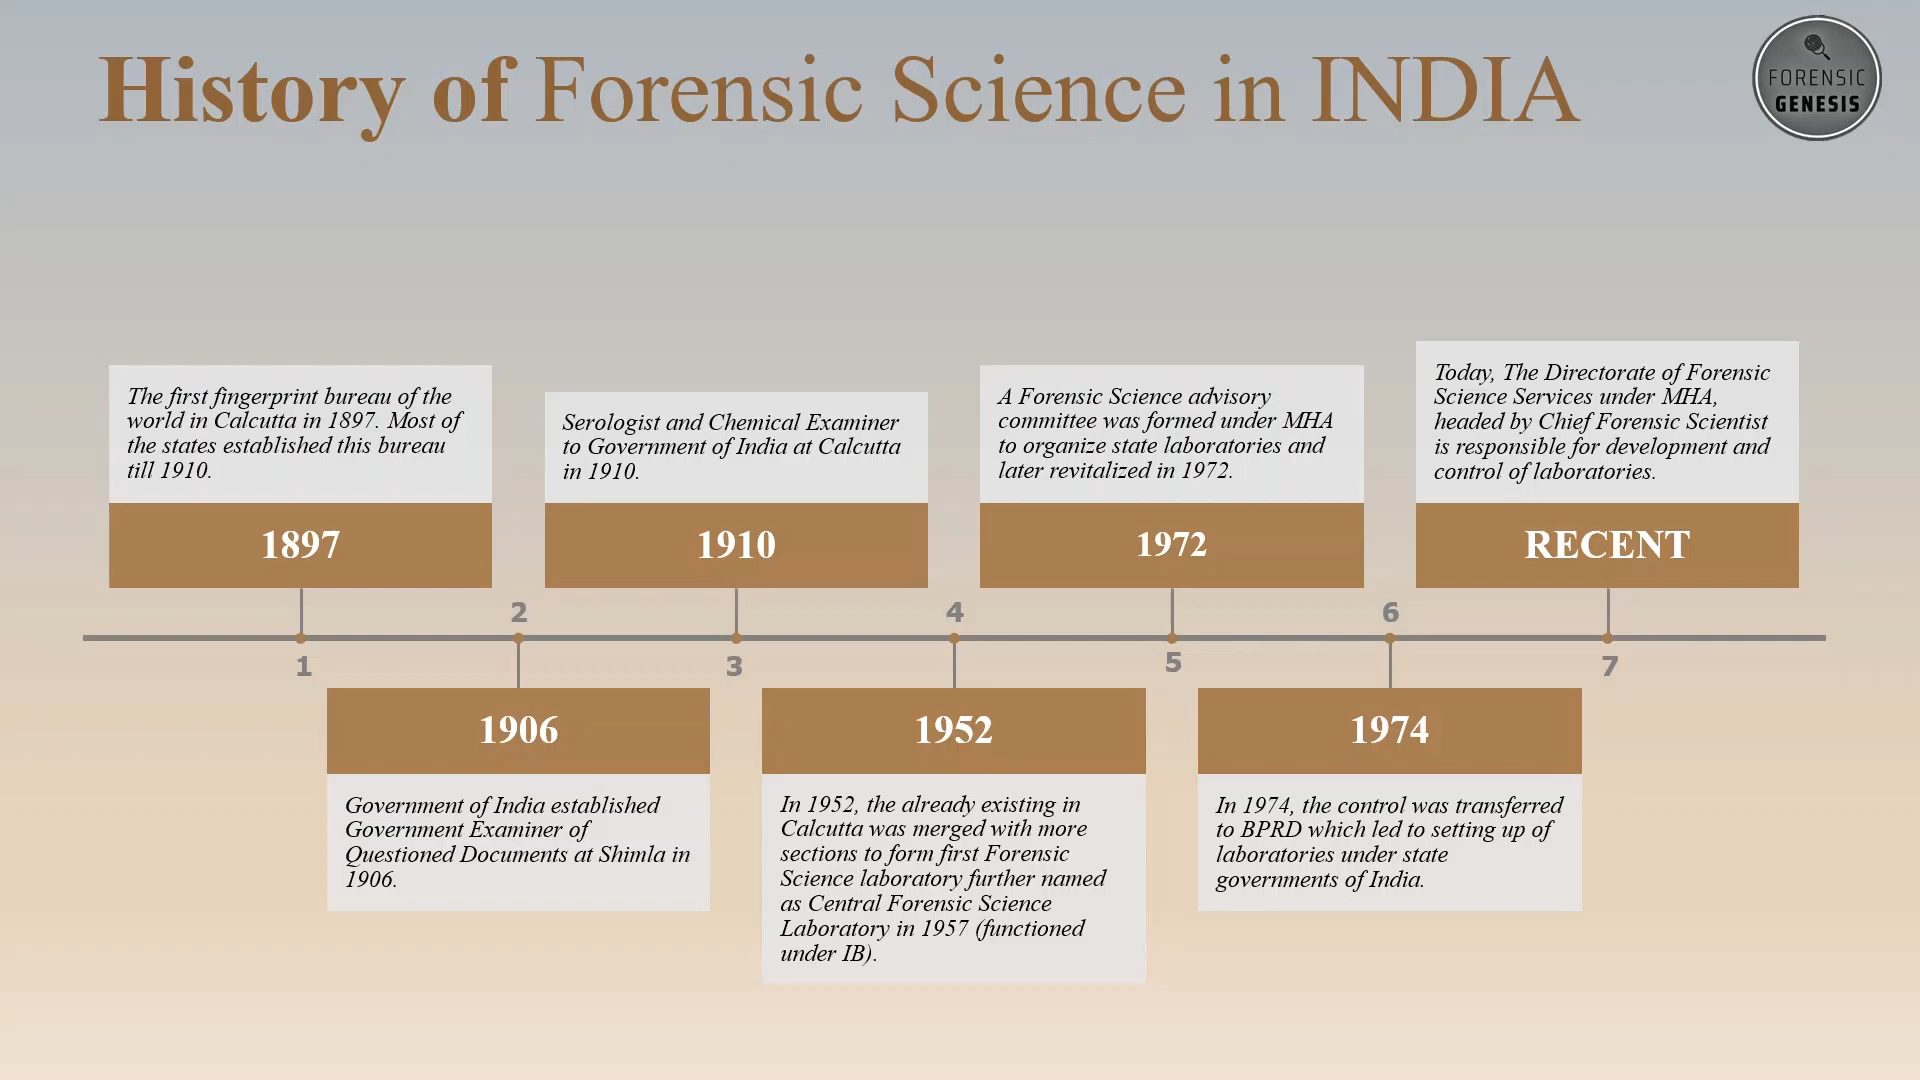 History of Forensic Science in INDIA
FORENSIC
GENESIS
The first fingerprint bureau of the
world in Calcutta in 1897. Most of
the states established this bureau
till 1910.
1897
1
2
1906
Government of India established
Government Examiner of
Questioned Documents at Shimla in
1906.
Serologist and Chemical Examiner
to Government of India at Calcutta
in 1910.
1910
3
4
1952
In 1952, the already existing in
Calcutta was merged with more
sections to form first Forensic
Science laboratory further named
as Central Forensic Science
Laboratory in 1957 (functioned
under IB).
A Forensic Science advisory
committee was formed under MHA
to organize state laboratories and
later revitalized in 1972.
1972
5
6
1974
In 1974, the control was transferred
to BPRD which led to setting up of
laboratories under state
governments of India.
Today, The Directorate of Forensic
Science Services under MHA,
headed by Chief Forensic Scientist
is responsible for development and
control of laboratories.
RECENT
7